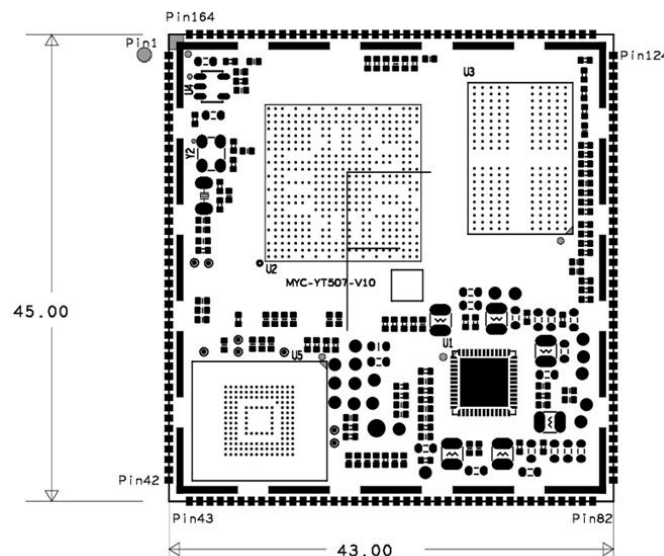 Pin164
Pin1
Pin124
U3
U4
Y2
U2
MYC-YT507-V10
45.00
U1
U5
Pin42
Pin43
Pin82
43.00